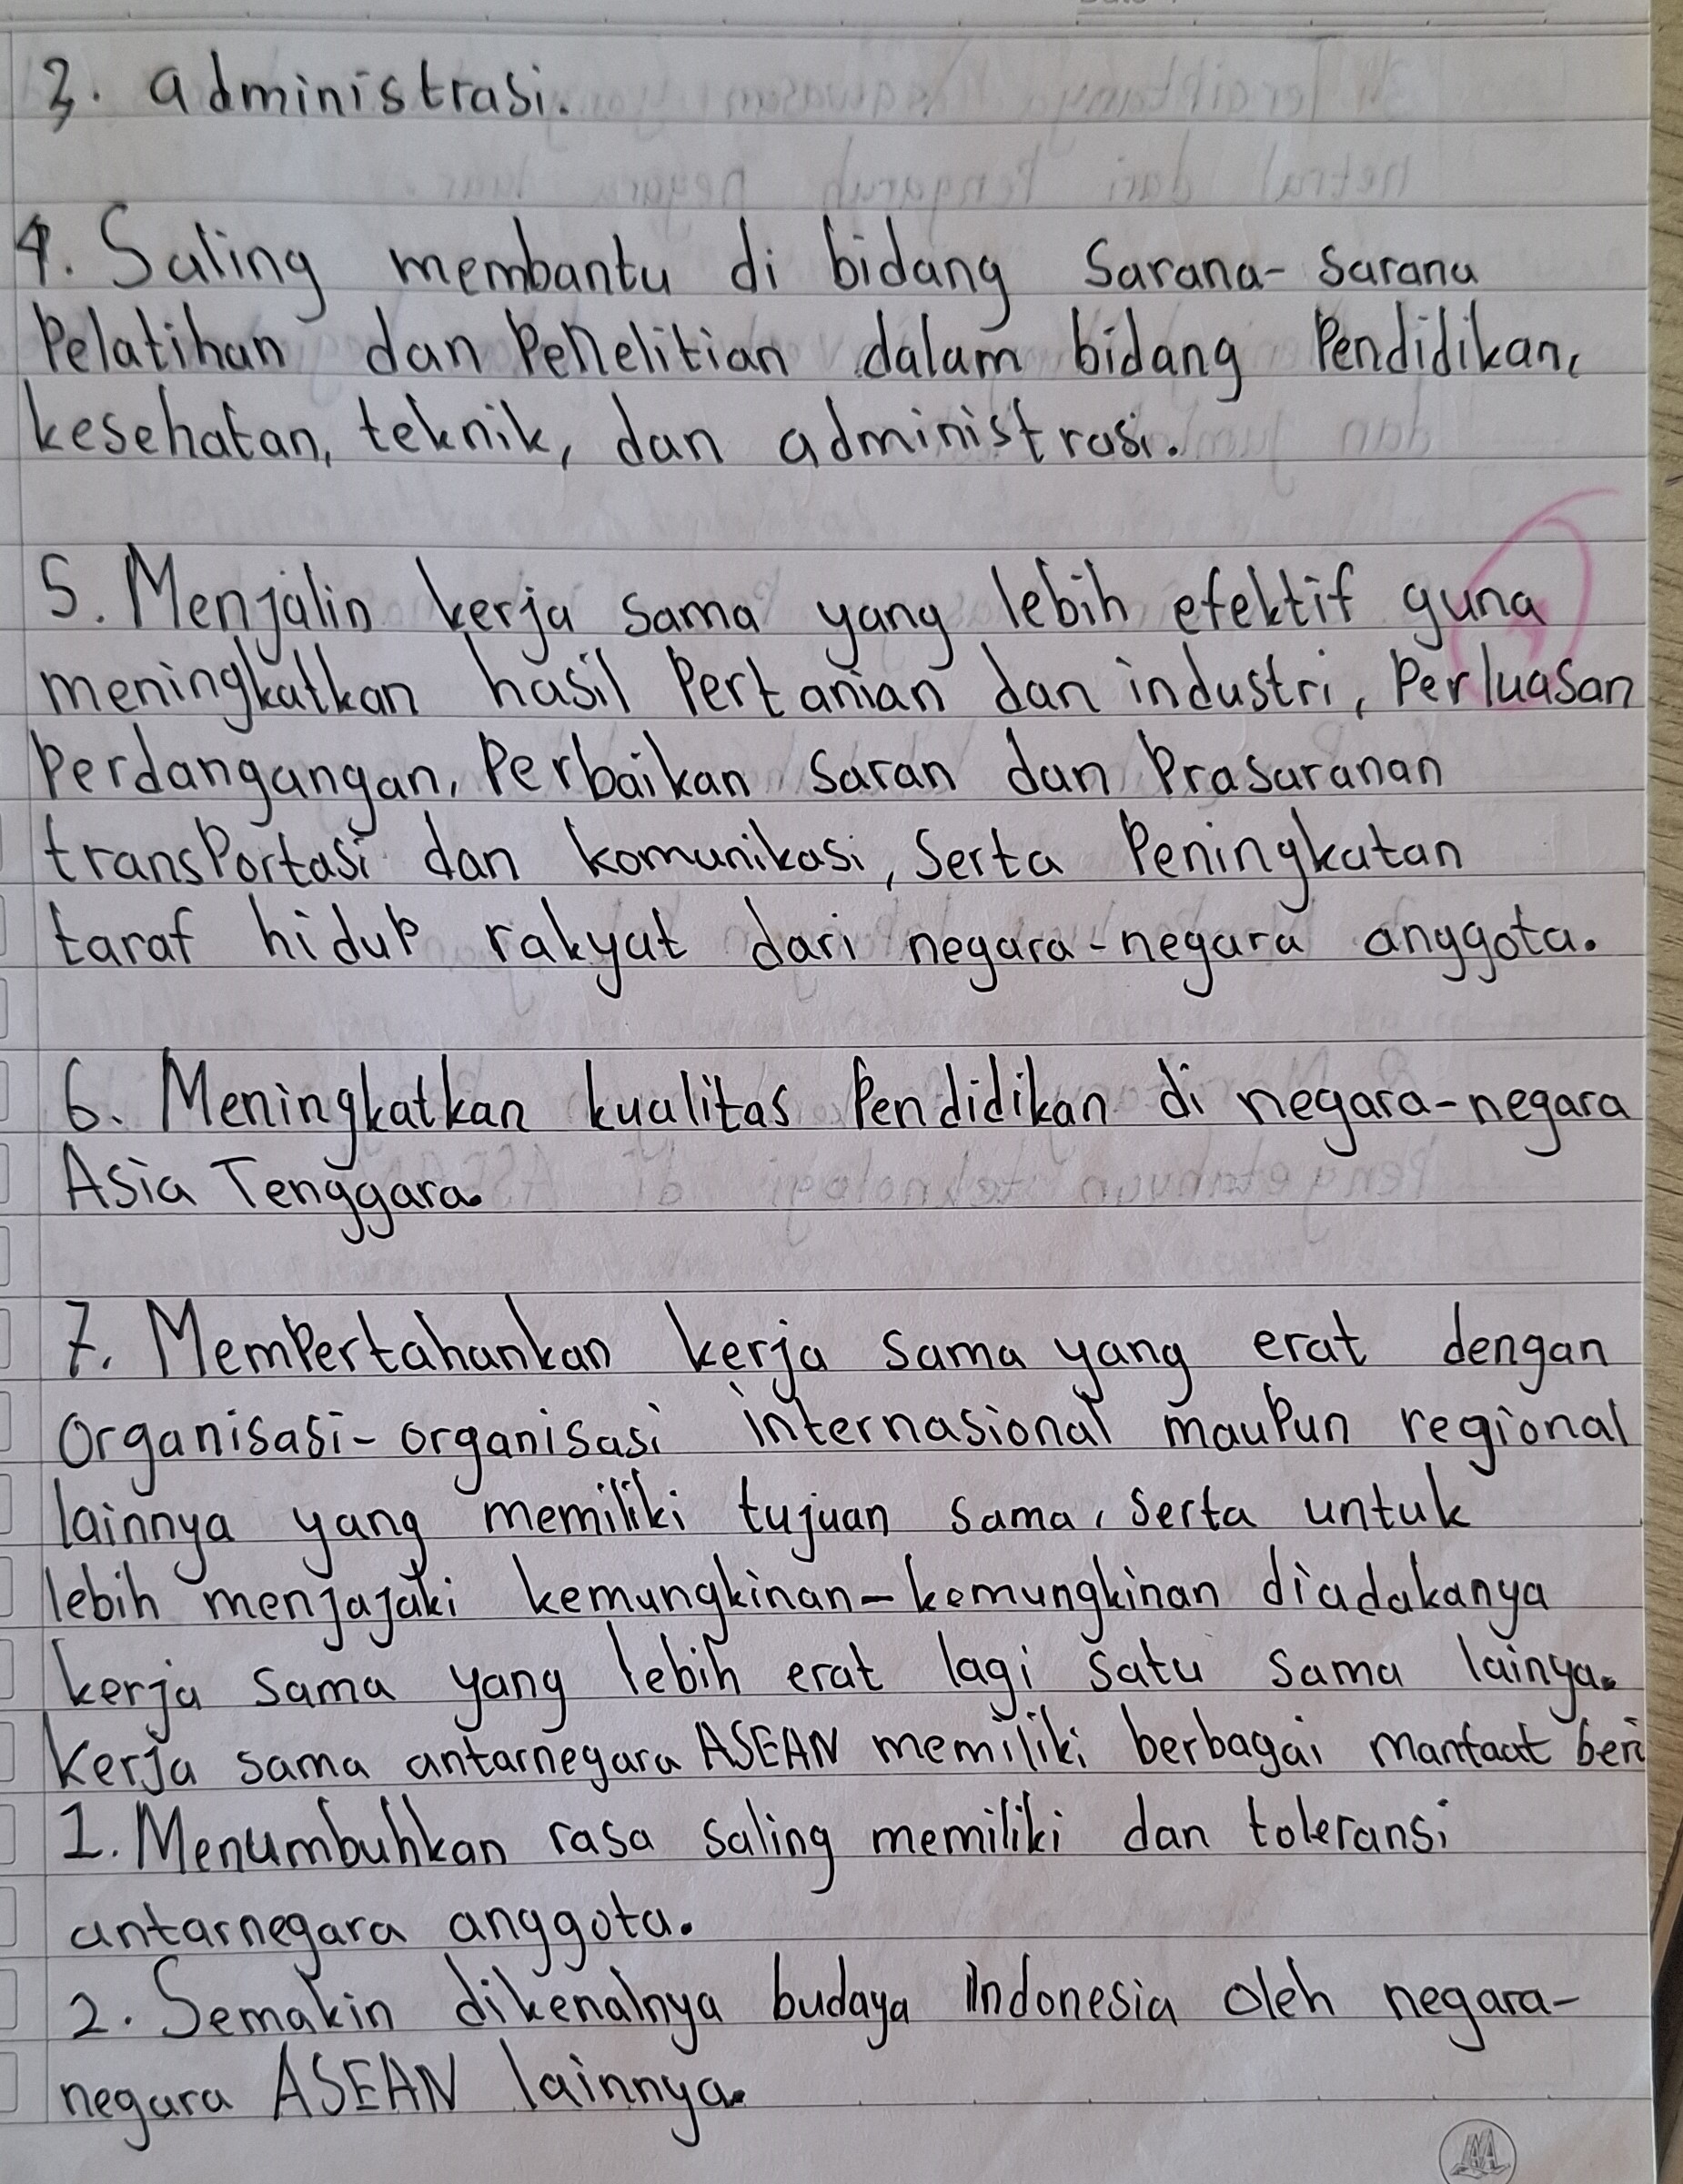 3. administrasi.
4. Saling membantu di bidang Sarana-Sarana
Pelatihan dan Penelitian dalam bidang Pendidikan,
kesehatan, teknik, dan administrasi.
5. Menjalin kerja sama yang lebih efektif guna
meningkatkan hasil Pertanian dan industri, Perluasan
Perdangangan, Perbaikan Saran dan Prasaranan
transPortasi dan komunikasi, Serta Peningkatan
taraf hidup rakyat dari negara-negara anggota.
6. Meningkatkan kualitas Pendidikan di negara-negara
Asia Tenggara.
7. MemPertahankan kerja sama yang erat dengan
organisasi-organisasi internasional mauPun regional
lainnya yang memiliki tujuan sama, Serta untuk
lebih menjajaki kemungkinan-kemungkinan diadakanya
kerja sama yang lebih erat lagi satu sama lainya.
Kerja sama antarnegara ASEAN memiliki berbagai manfaat beri
1. Menumbuhkan rasa saling memiliki dan toleransi
antarnegara anggota.
2. Semakin dikenalnya budaya Indonesia oleh negara-
negara ASEAN lainnya.